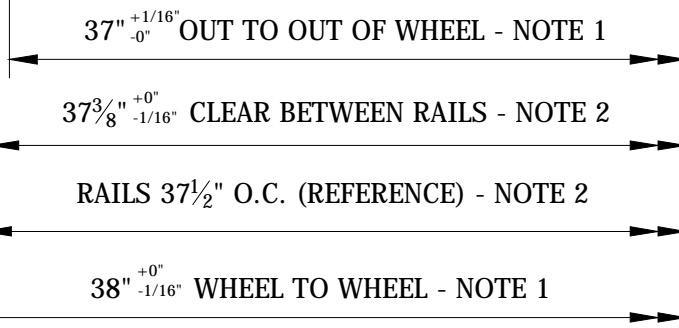 37" +1/16" -0" OUT TO OUT OF WHEEL - NOTE 1
37⅜" +0" -1/16" CLEAR BETWEEN RAILS - NOTE 2
RAILS 37½" O.C. (REFERENCE) - NOTE 2
38" +0" -1/16" WHEEL TO WHEEL - NOTE 1